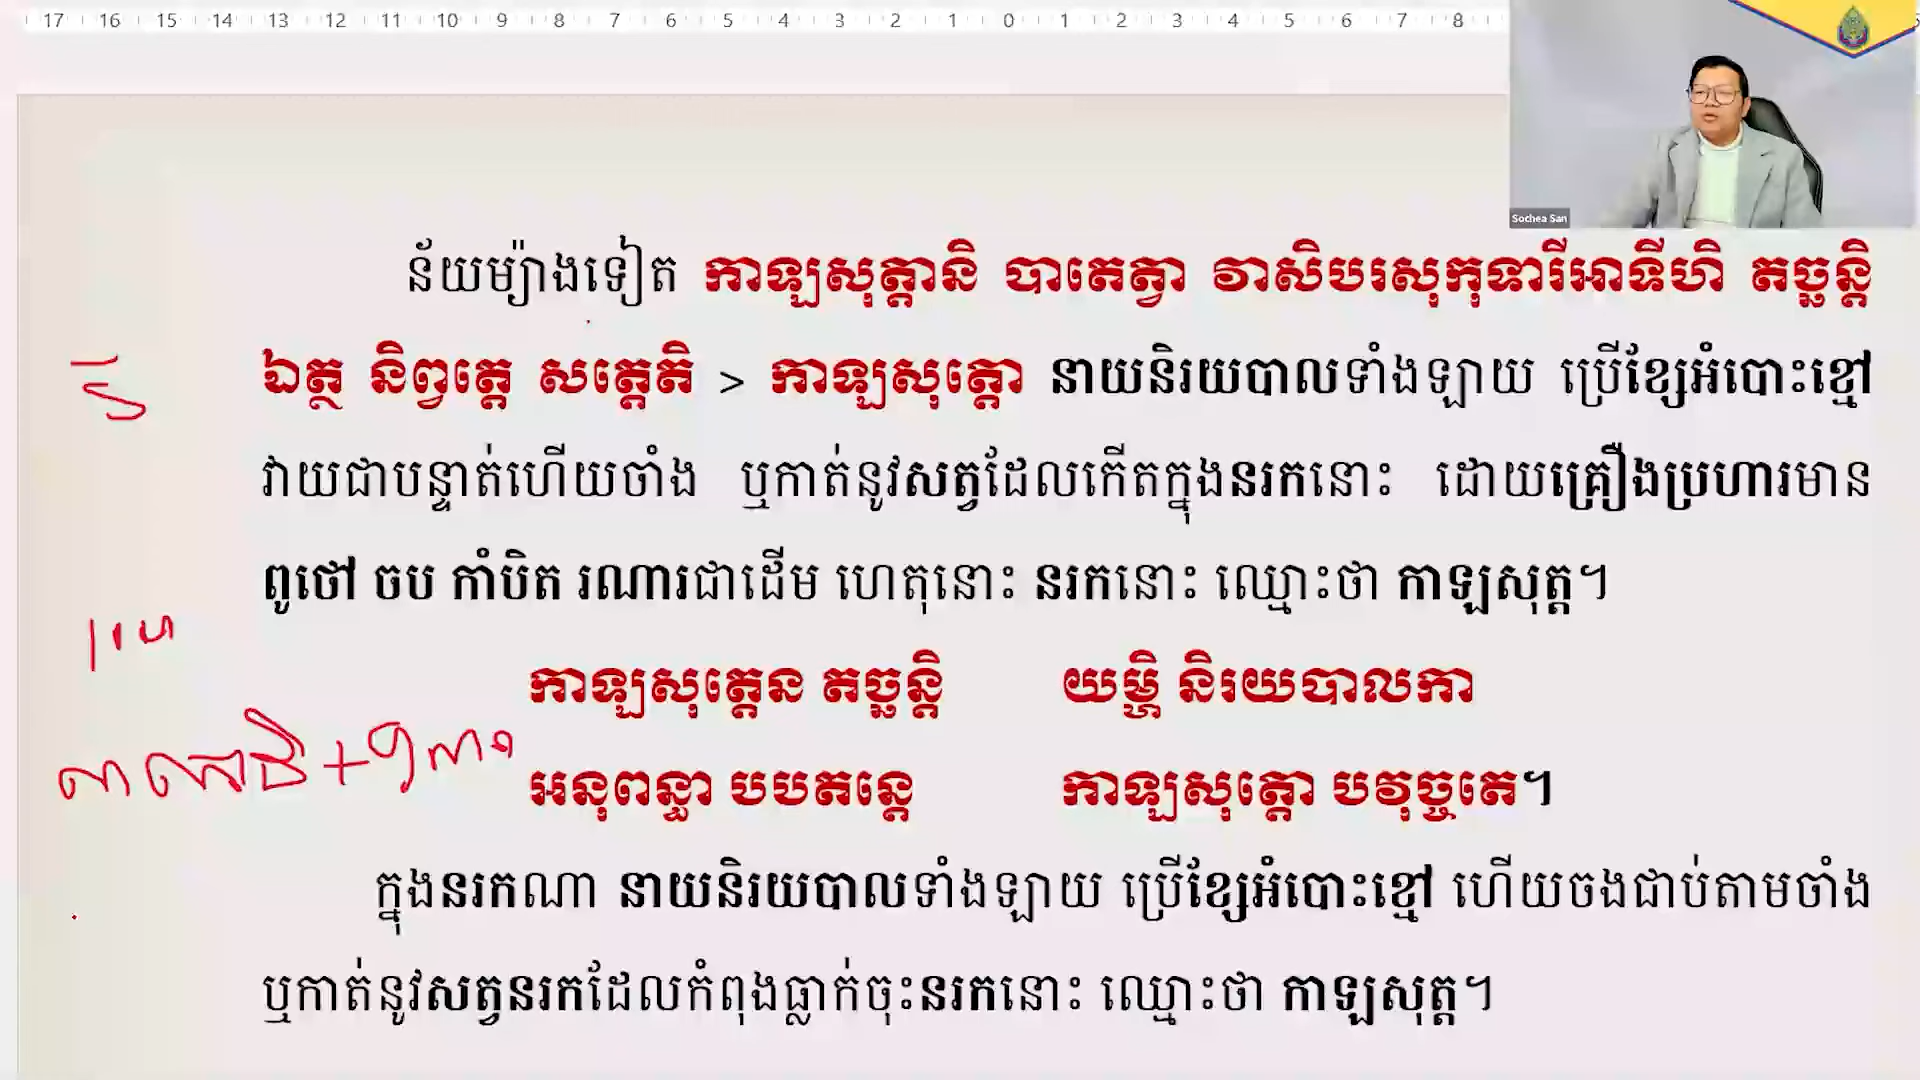 17 16 15 14 13 12 11 10 9 8 7 6 5 4 3 2 1 0 1 2 3 4 5 6 7 8
Sochea San
ន័យម្យ៉ាងទៀត កាឡសុត្តានិ បាតេត្វា វាសិបរសុកុទារីអាទីហិ តច្ឆន្តិ
ឯត្ថ និព្វត្តេ សត្តេតិ > កាឡសុត្តោ នាយនិរយបាលទាំងឡាយ ប្រើខ្សែអំបោះខ្មៅ
វាយជាបន្ទាត់ហើយចាំង ឬកាត់នូវសត្វដែលកើតក្នុងនរកនោះ ដោយគ្រឿងប្រហារមាន
ពូថៅ ចប កាំបិត រណារជាដើម ហេតុនោះ នរកនោះ ឈ្មោះថា កាឡសុត្ត។
កាឡសុត្តេន តច្ឆន្តិ យម្ហិ និរយបាលកា
អនុពន្ធា បបតន្តេ កាឡសុត្តោ បវុច្ចតេ។
ក្នុងនរកណា នាយនិរយបាលទាំងឡាយ ប្រើខ្សែអំបោះខ្មៅ ហើយចងជាប់តាមចាំង
ឬកាត់នូវសត្វនរកដែលកំពុងធ្លាក់ចុះនរកនោះ ឈ្មោះថា កាឡសុត្ត។